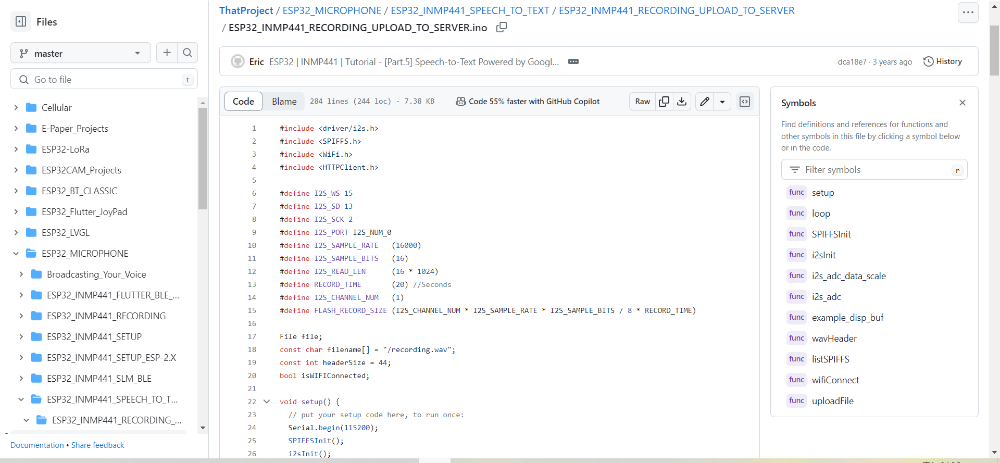 Files
master
Go to file
t
Cellular
E-Paper_Projects
ESP32-LoRa
ESP32CAM_Projects
ESP32_BT_CLASSIC
ESP32_Flutter_JoyPad
ESP32_LVGL
ESP32_MICROPHONE
Broadcasting_Your_Voice
ESP32_INMP441_FLUTTER_BLE_...
ESP32_INMP441_RECORDING
ESP32_INMP441_SETUP
ESP32_INMP441_SETUP_ESP-2.X
ESP32_INMP441_SLM_BLE
ESP32_INMP441_SPEECH_TO_T...
ESP32_INMP441_RECORDING_...
Documentation • Share feedback
ThatProject / ESP32_MICROPHONE / ESP32_INMP441_SPEECH_TO_TEXT / ESP32_INMP441_RECORDING_UPLOAD_TO_SERVER
/ ESP32_INMP441_RECORDING_UPLOAD_TO_SERVER.ino
Eric ESP32 | INMP441 | Tutorial - [Part.5] Speech-to-Text Powered by Googl...
dca18e7 · 3 years ago
History
Code Blame 284 lines (244 loc) · 7.38 KB
Code 55% faster with GitHub Copilot
Raw
1 #include <driver/i2s.h>
2 #include <SPIFFS.h>
3 #include <WiFi.h>
4 #include <HTTPClient.h>
5
6 #define I2S_WS 15
7 #define I2S_SD 13
8 #define I2S_SCK 2
9 #define I2S_PORT I2S_NUM_0
10 #define I2S_SAMPLE_RATE   (16000)
11 #define I2S_SAMPLE_BITS   (16)
12 #define I2S_READ_LEN      (16 * 1024)
13 #define RECORD_TIME       (20) //Seconds
14 #define I2S_CHANNEL_NUM   (1)
15 #define FLASH_RECORD_SIZE (I2S_CHANNEL_NUM * I2S_SAMPLE_RATE * I2S_SAMPLE_BITS / 8 * RECORD_TIME)
16
17 File file;
18 const char filename[] = "/recording.wav";
19 const int headerSize = 44;
20 bool isWIFIConnected;
21
22 void setup() {
23   // put your setup code here, to run once:
24   Serial.begin(115200);
25   SPIFFSInit();
26   i2sInit();
Symbols
Find definitions and references for functions and
other symbols in this file by clicking a symbol below
or in the code.
Filter symbols
r
func setup
func loop
func SPIFFSInit
func i2sInit
func i2s_adc_data_scale
func i2s_adc
func example_disp_buf
func wavHeader
func listSPIFFS
func wifiConnect
func uploadFile